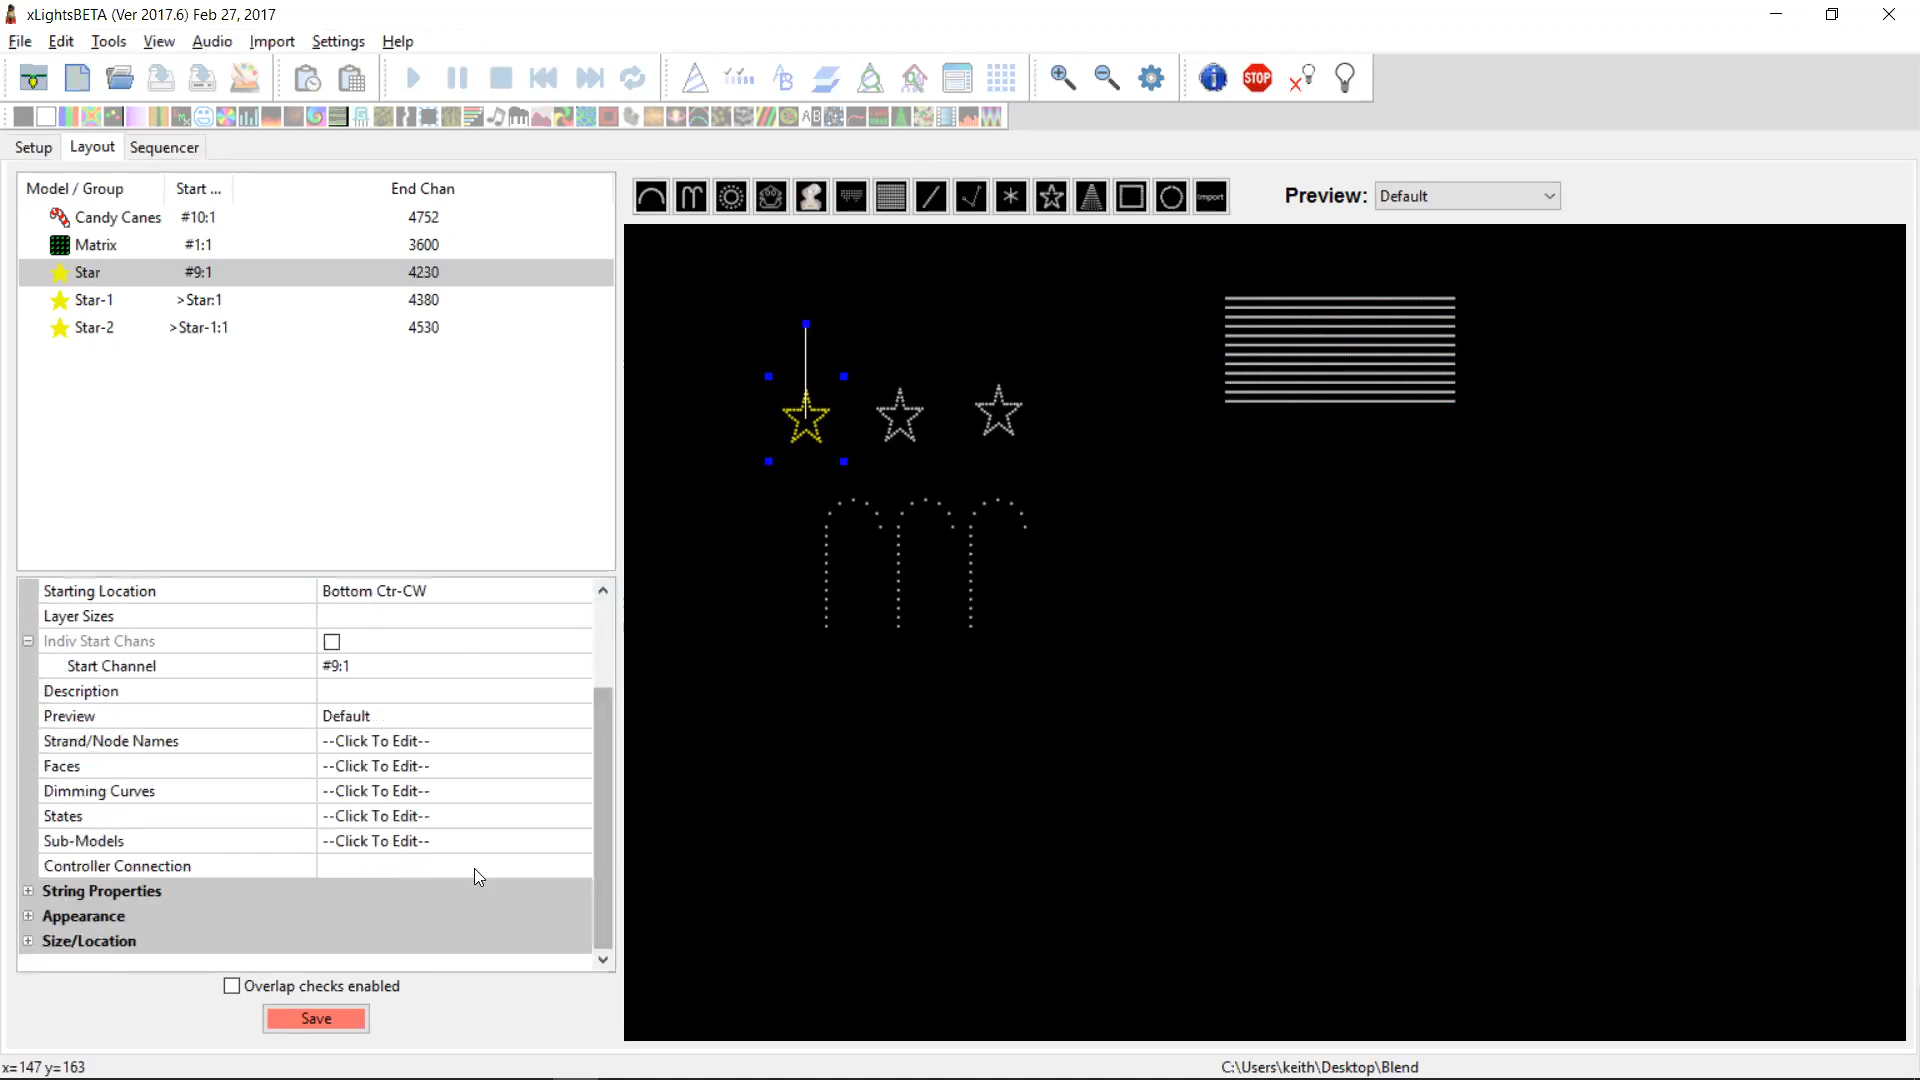 xLightsBETA (Ver 2017.6) Feb 27, 2017
File Edit Tools View Audio Import Settings Help
STOP
Setup Layout Sequencer
Model / Group Start ... End Chan
Candy Canes #10:1 4752
Matrix #1:1 3600
Star #9:1 4230
Star-1 >Star:1 4380
Star-2 >Star-1:1 4530
Import Preview: Default
Starting Location Bottom Ctr-CW
Layer Sizes
Indiv Start Chans
Start Channel #9:1
Description
Preview Default
Strand/Node Names --Click To Edit--
Faces --Click To Edit--
Dimming Curves --Click To Edit--
States --Click To Edit--
Sub-Models --Click To Edit--
Controller Connection
String Properties
Appearance
Size/Location
Overlap checks enabled
Save
x=147 y=163 C:\Users\keith\Desktop\Blend